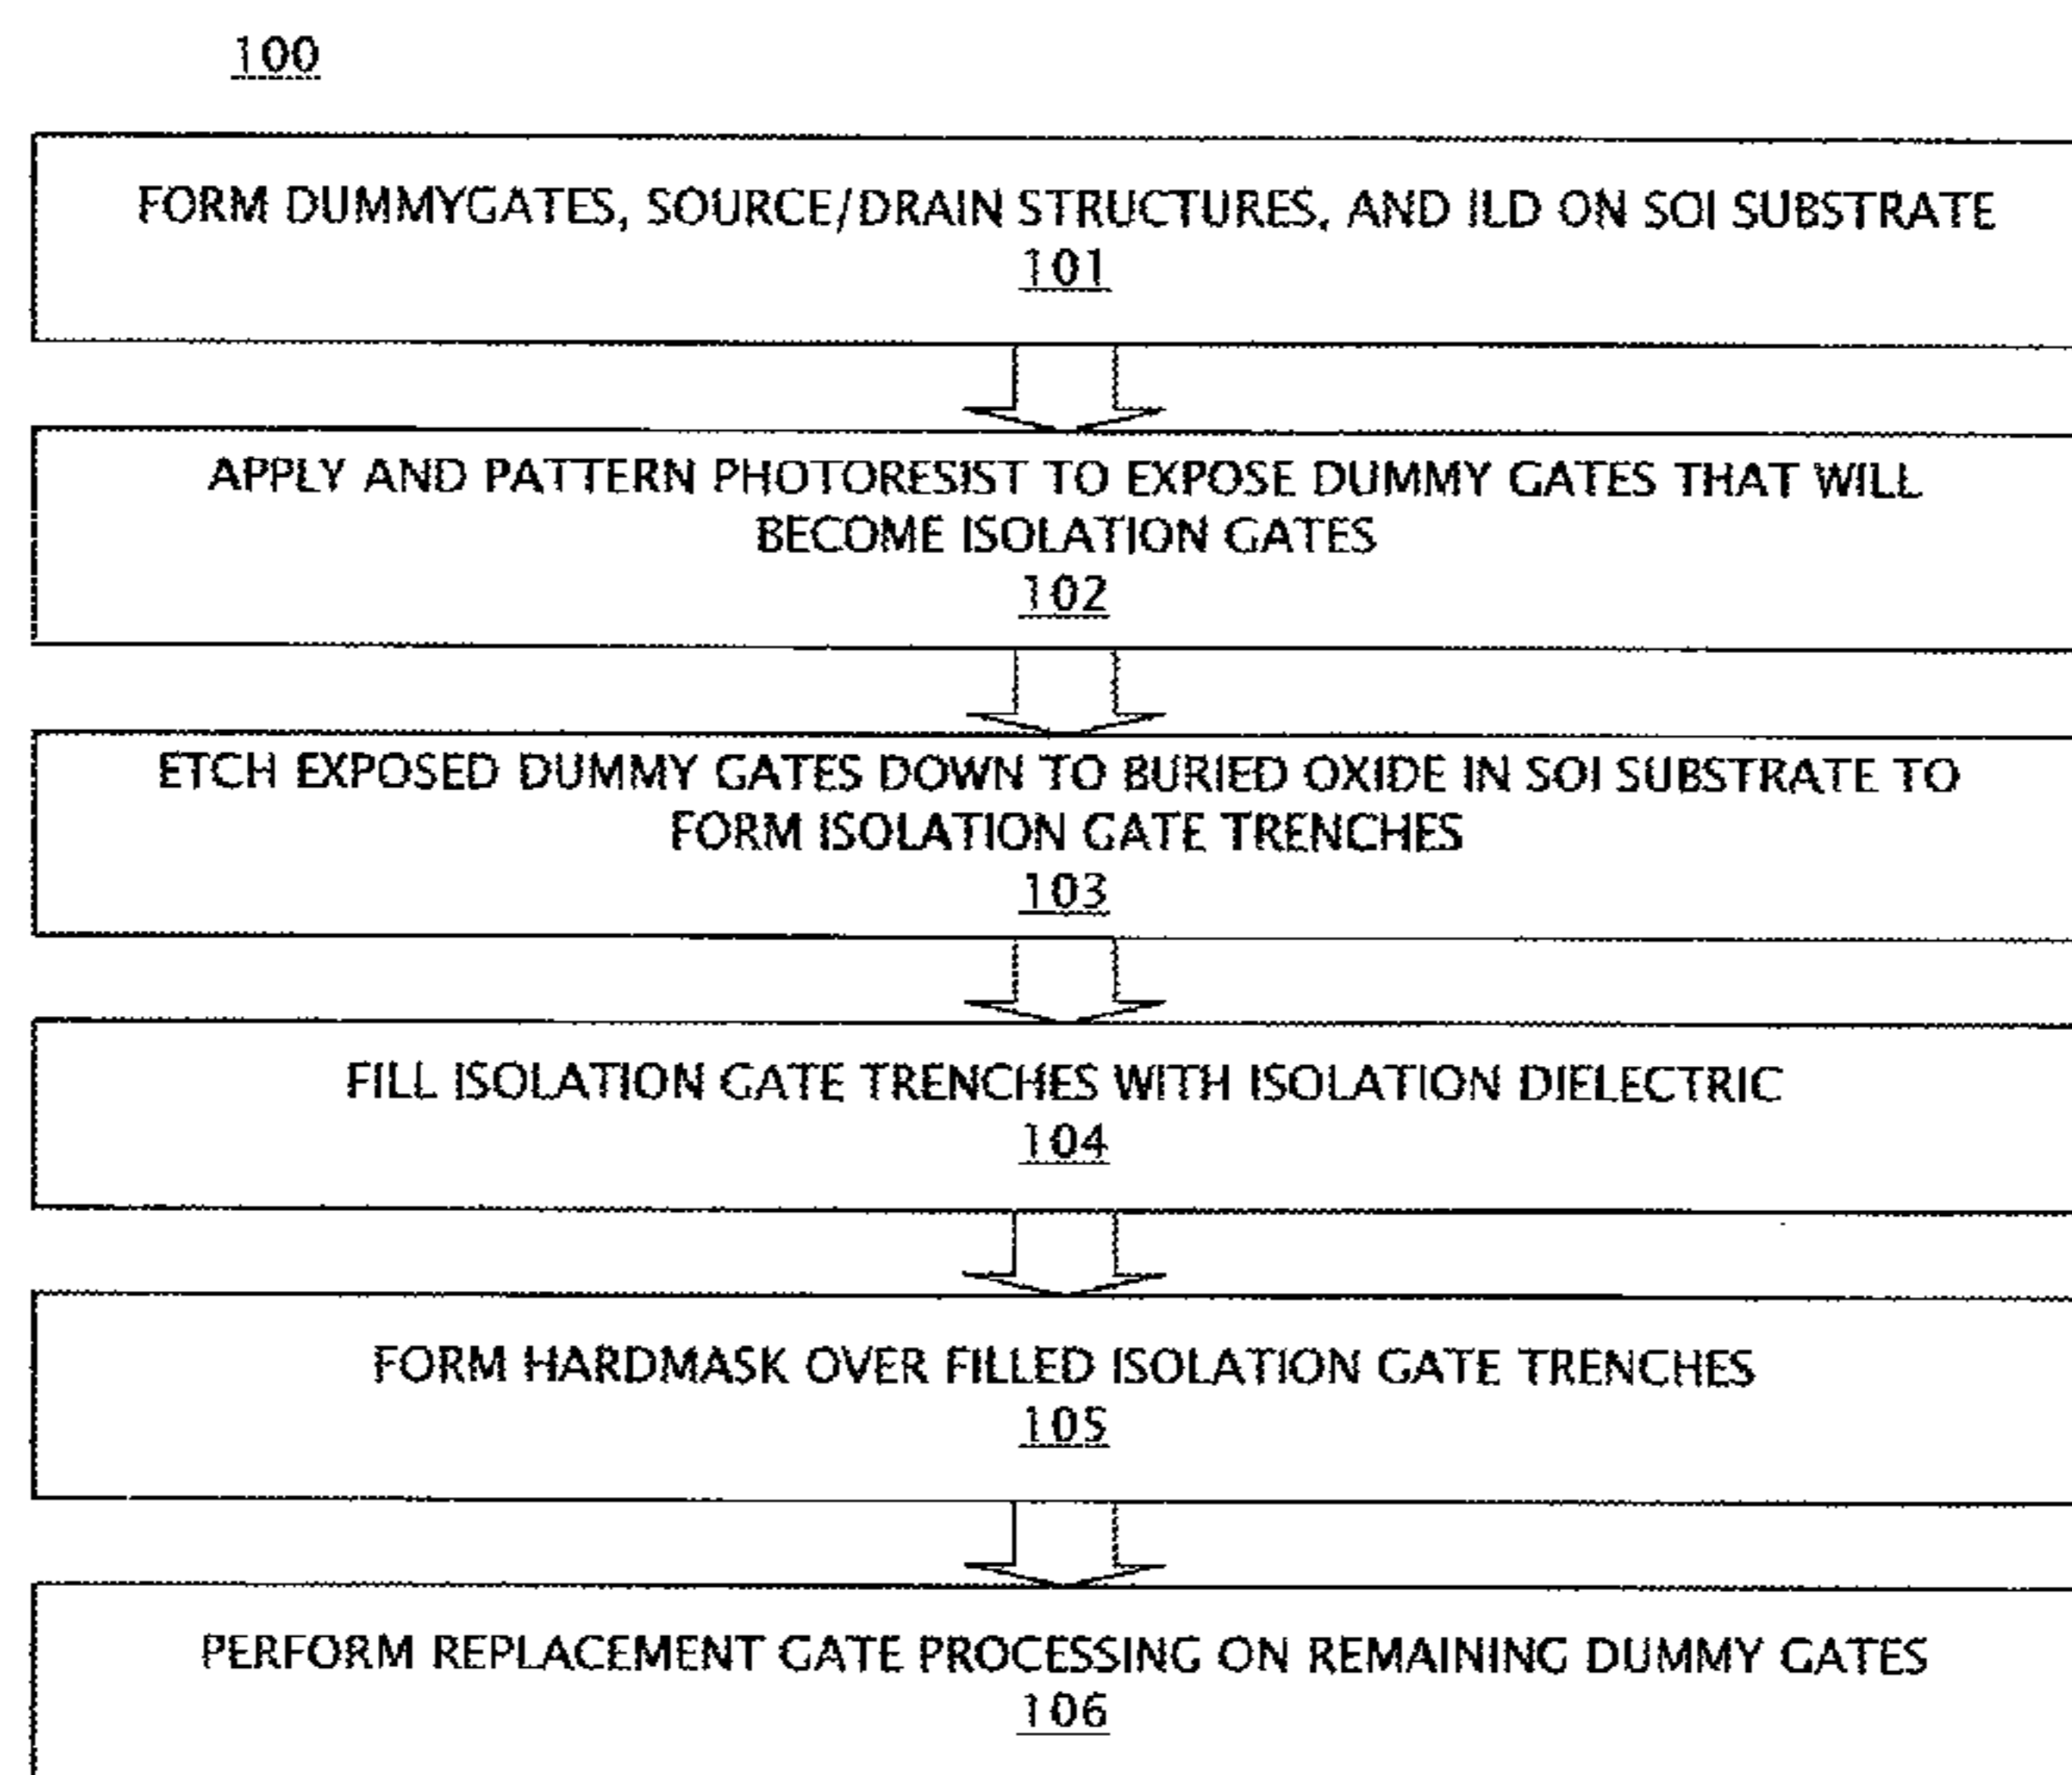 100
FORM DUMMYGATES, SOURCE/DRAIN STRUCTURES, AND ILD ON SOI SUBSTRATE
101
APPLY AND PATTERN PHOTORESIST TO EXPOSE DUMMY GATES THAT WILL
BECOME ISOLATION GATES
102
ETCH EXPOSED DUMMY GATES DOWN TO BURIED OXIDE IN SOI SUBSTRATE TO
FORM ISOLATION GATE TRENCHES
103
FILL ISOLATION GATE TRENCHES WITH ISOLATION DIELECTRIC
104
FORM HARDMASK OVER FILLED ISOLATION GATE TRENCHES
105
PERFORM REPLACEMENT GATE PROCESSING ON REMAINING DUMMY GATES
106